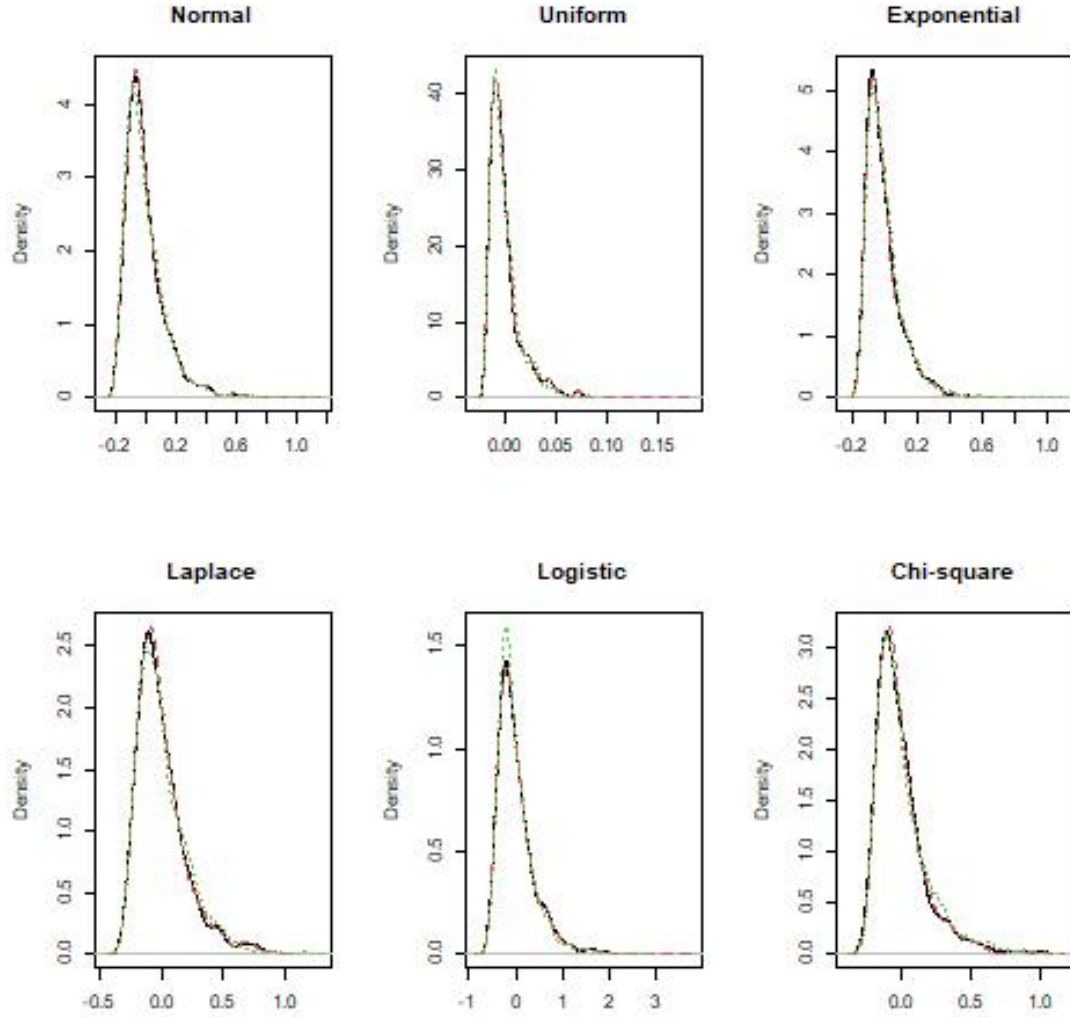 Normal
Density
0 1 2 3 4
-0.2 0.2 0.6 1.0
Uniform
Density
0 10 20 30 40
0.00 0.05 0.10 0.15
Exponential
Density
0 1 2 3 4 5
-0.2 0.2 0.6 1.0
Laplace
Density
0.0 0.5 1.0 1.5 2.0 2.5
-0.5 0.0 0.5 1.0
Logistic
Density
0.0 0.5 1.0 1.5
-1 0 1 2 3
Chi-square
Density
0.0 0.5 1.0 1.5 2.0 2.5 3.0
0.0 0.5 1.0